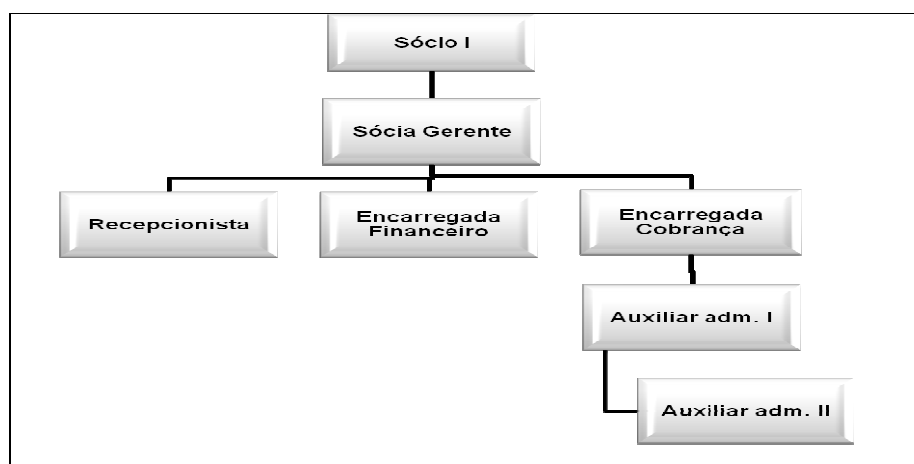 Sócio I
Sócia Gerente
Recepcionista
Encarregada
Financeiro
Encarregada
Cobrança
Auxiliar adm. I
Auxiliar adm. II